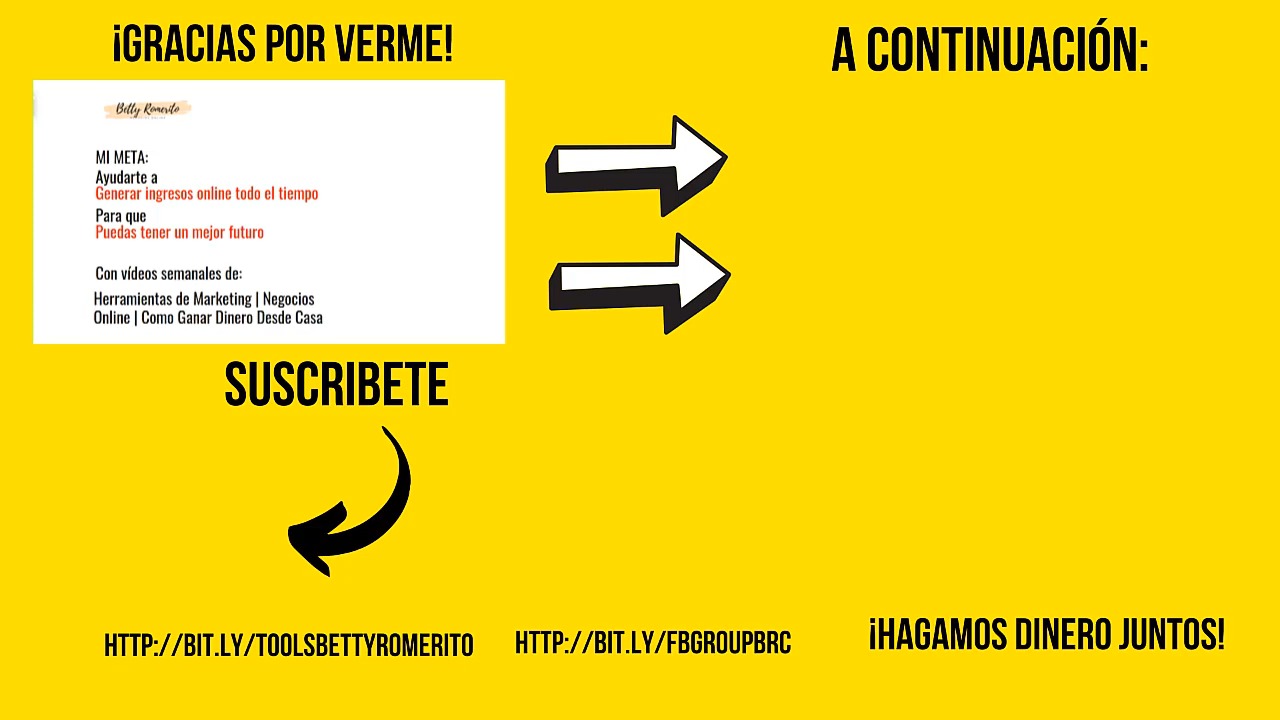 ¡GRACIAS POR VERME!
A CONTINUACIÓN:
Betty Romerito
MI META:
Ayudarte a
Generar ingresos online todo el tiempo
Para que
Puedas tener un mejor futuro
Con vídeos semanales de:
Herramientas de Marketing | Negocios
Online | Como Ganar Dinero Desde Casa
SUSCRIBETE
HTTP://BIT.LY/TOOLSBETTYROMERITO
HTTP://BIT.LY/FBGROUPBRC
¡HAGAMOS DINERO JUNTOS!